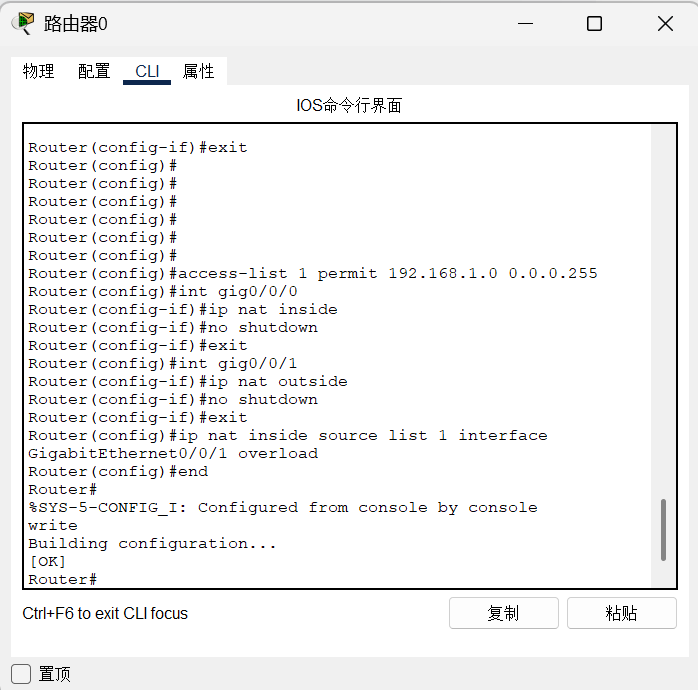 路由器0
物理 配置 CLI 属性
IOS命令行界面
Router(config-if)#exit
Router(config)#
Router(config)#
Router(config)#
Router(config)#
Router(config)#
Router(config)#
Router(config)#access-list 1 permit 192.168.1.0 0.0.0.255
Router(config)#int gig0/0/0
Router(config-if)#ip nat inside
Router(config-if)#no shutdown
Router(config-if)#exit
Router(config)#int gig0/0/1
Router(config-if)#ip nat outside
Router(config-if)#no shutdown
Router(config-if)#exit
Router(config)#ip nat inside source list 1 interface
GigabitEthernet0/0/1 overload
Router(config)#end
Router#
%SYS-5-CONFIG_I: Configured from console by console
write
Building configuration...
[OK]
Router#
Ctrl+F6 to exit CLI focus
复制 粘贴
置顶